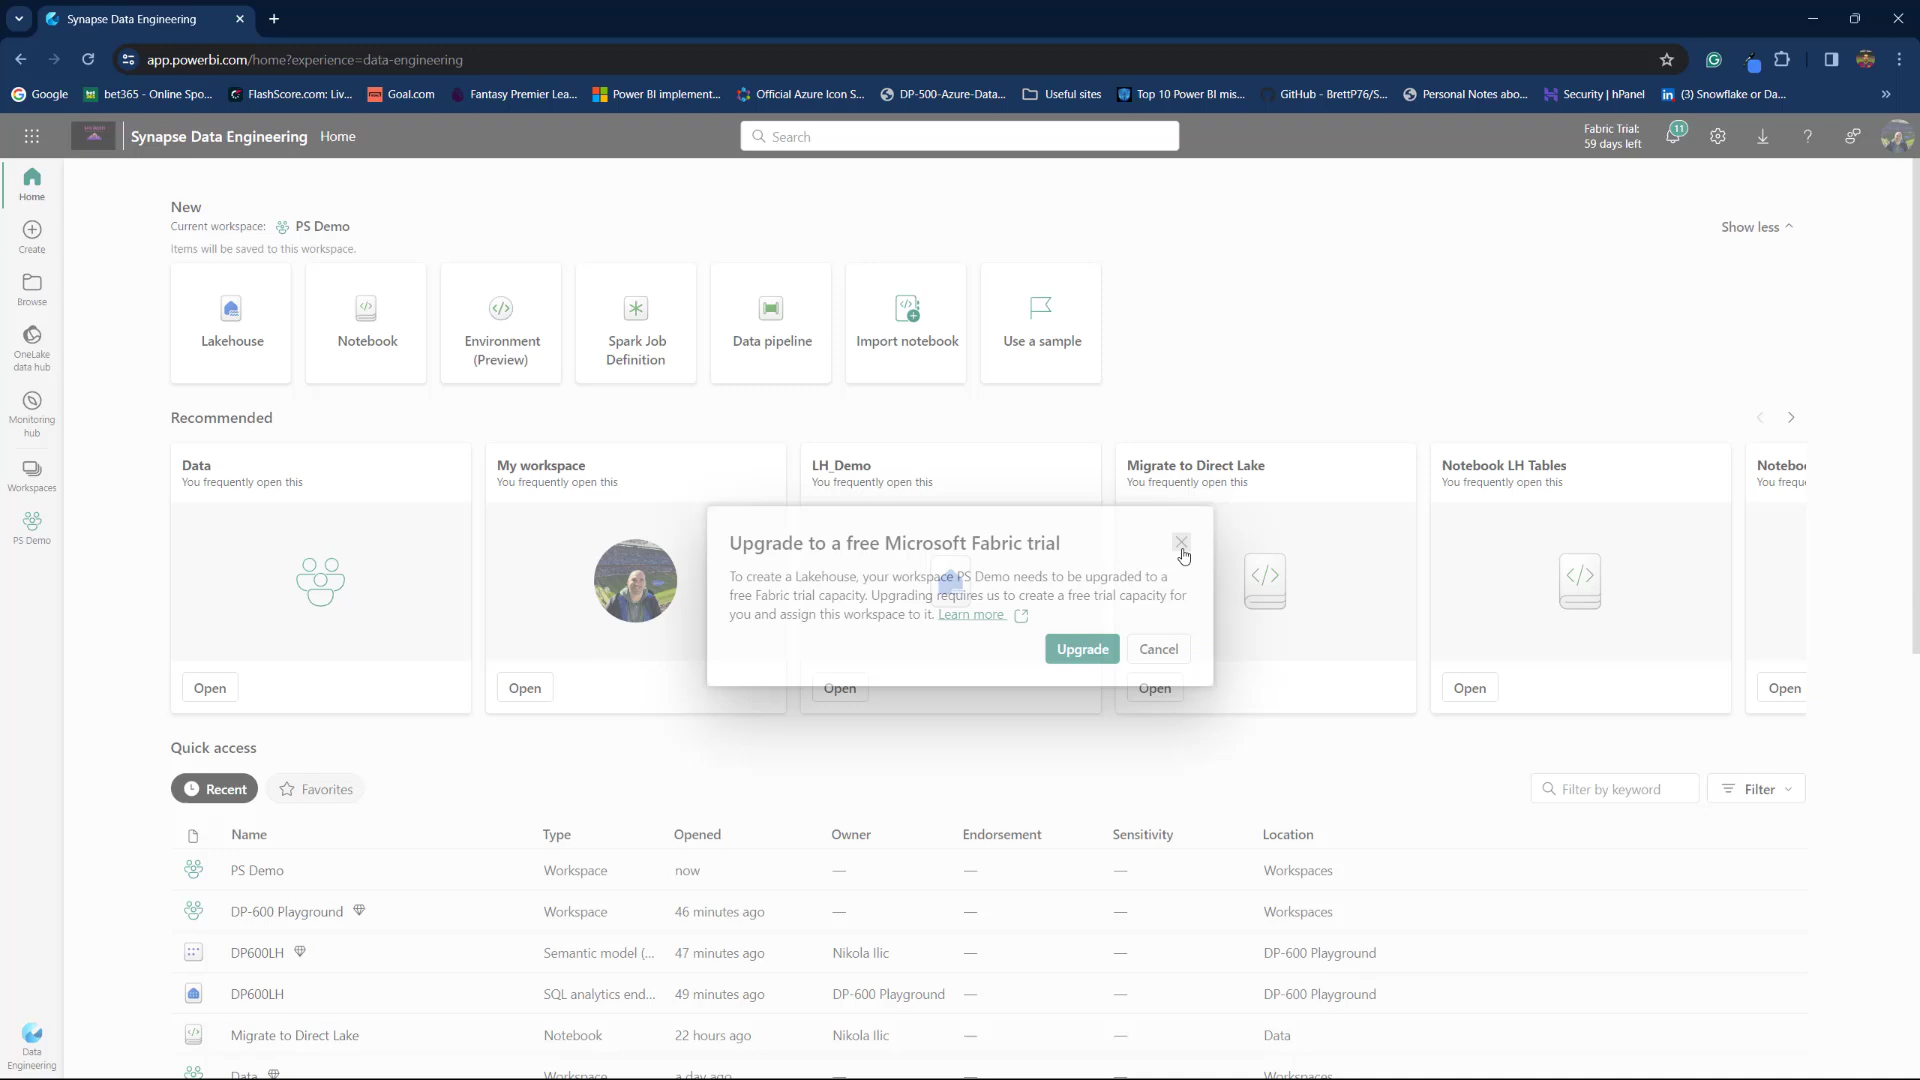 Synapse Data Engineering
app.powerbi.com/home?experience=data-engineering
Google
bet365 - Online Spo...
FlashScore.com: Liv...
Goal.com
Fantasy Premier Lea...
Power BI implement...
Official Azure Icon S...
DP-500-Azure-Data...
Useful sites
Top 10 Power BI mis...
GitHub - BrettP76/S...
Personal Notes abo...
Security | hPanel
(3) Snowflake or Da...
Synapse Data Engineering Home
Search
Fabric Trial:
59 days left
11
Home
Create
Browse
OneLake
data hub
Monitoring
hub
Workspaces
PS Demo
Data
Engineering
New
Current workspace: PS Demo
Items will be saved to this workspace.
Show less
Lakehouse
Notebook
Environment
(Preview)
Spark Job
Definition
Data pipeline
Import notebook
Use a sample
Recommended
Data
You frequently open this
Open
My workspace
You frequently open this
Open
LH_Demo
You frequently open this
Open
Migrate to Direct Lake
You frequently open this
Open
Notebook LH Tables
You frequently open this
Open
Notebo
You freque
Open
Upgrade to a free Microsoft Fabric trial
To create a Lakehouse, your workspace PS Demo needs to be upgraded to a
free Fabric trial capacity. Upgrading requires us to create a free trial capacity for
you and assign this workspace to it. Learn more
Upgrade
Cancel
Quick access
Recent
Favorites
Filter by keyword
Filter
Name Type Opened Owner Endorsement Sensitivity Location
PS Demo Workspace now — — — Workspaces
DP-600 Playground Workspace 46 minutes ago — — — Workspaces
DP600LH Semantic model (... 47 minutes ago Nikola Ilic — — DP-600 Playground
DP600LH SQL analytics end... 49 minutes ago DP-600 Playground — — DP-600 Playground
Migrate to Direct Lake Notebook 22 hours ago Nikola Ilic — — Data
Data Workspace a day ago — — — Workspaces